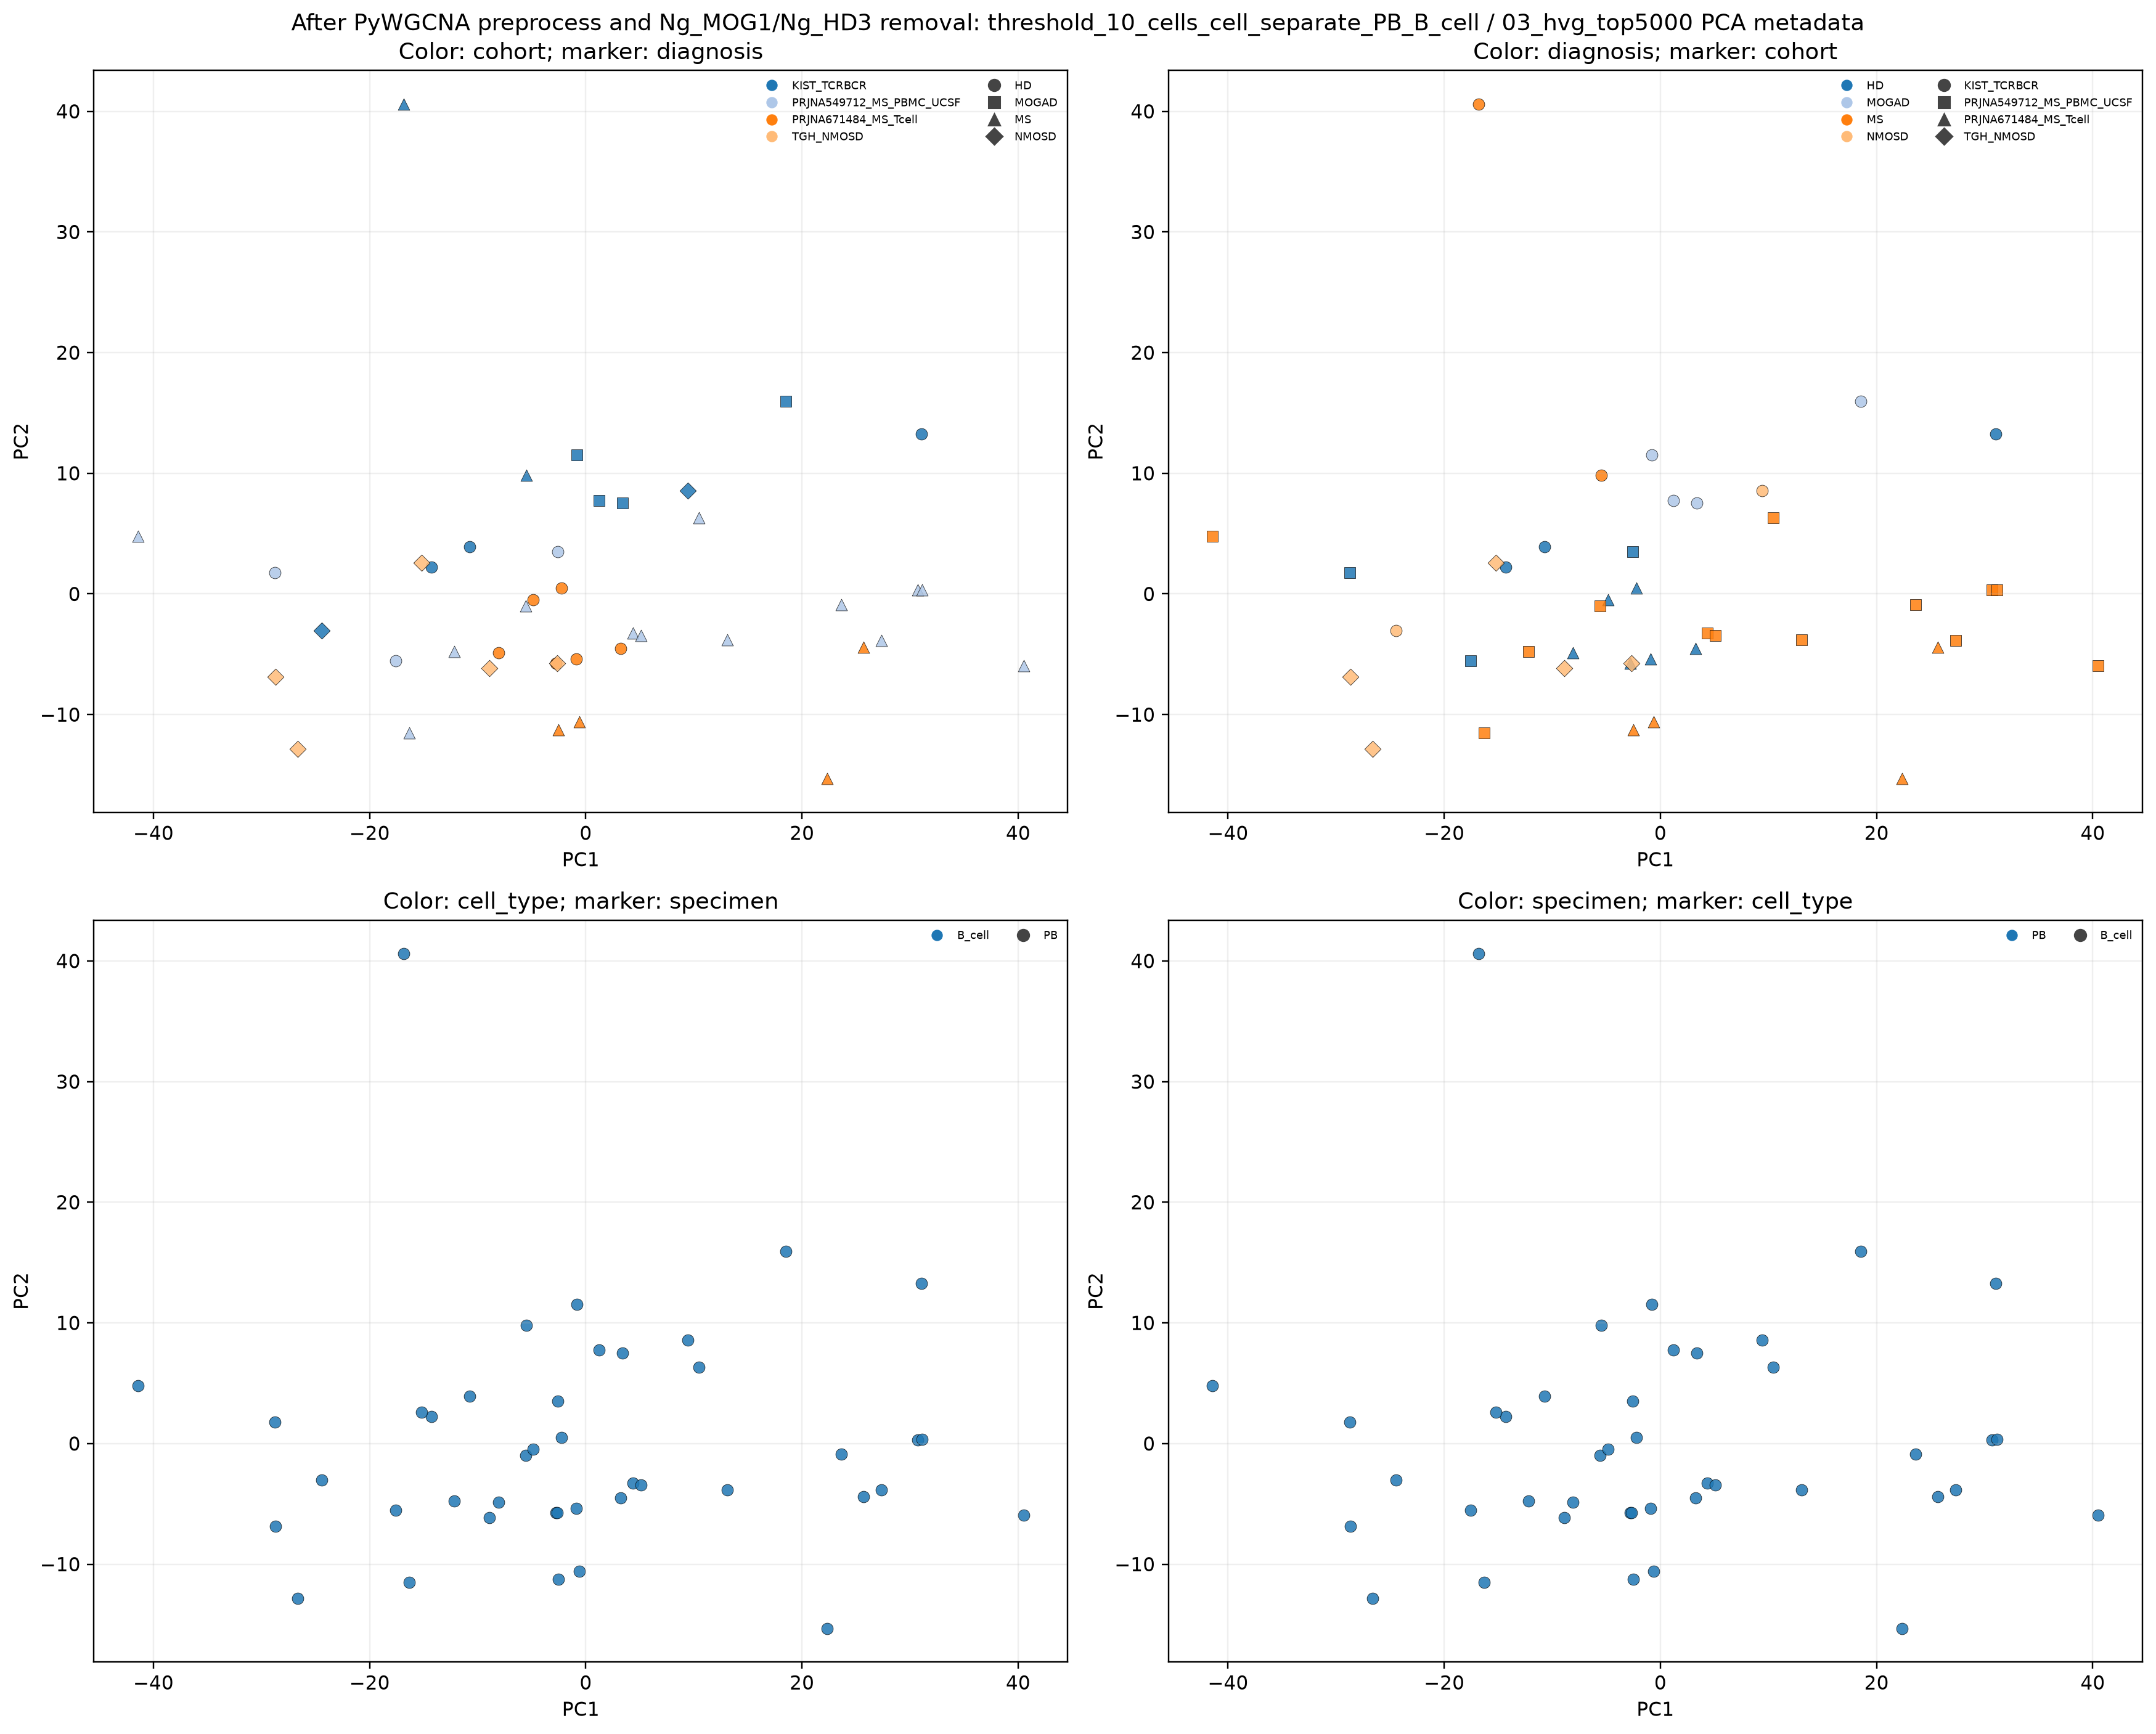 After PyWGCNA preprocess and Ng_MOG1/Ng_HD3 removal: threshold_10_cells_cell_separate_PB_B_cell / 03_hvg_top5000 PCA metadata
Color: cohort; marker: diagnosis
KIST_TCRBCR
PRJNA549712_MS_PBMC_UCSF
PRJNA671484_MS_Tcell
TGH_NMOSD
HD
MOGAD
MS
NMOSD
40
30
20
10
0
−10
PC2
−40
−20
0
20
40
PC1
Color: diagnosis; marker: cohort
HD
MOGAD
MS
NMOSD
KIST_TCRBCR
PRJNA549712_MS_PBMC_UCSF
PRJNA671484_MS_Tcell
TGH_NMOSD
40
30
20
10
0
−10
PC2
−40
−20
0
20
40
PC1
Color: cell_type; marker: specimen
B_cell
PB
40
30
20
10
0
−10
PC2
−40
−20
0
20
40
PC1
Color: specimen; marker: cell_type
PB
B_cell
40
30
20
10
0
−10
PC2
−40
−20
0
20
40
PC1